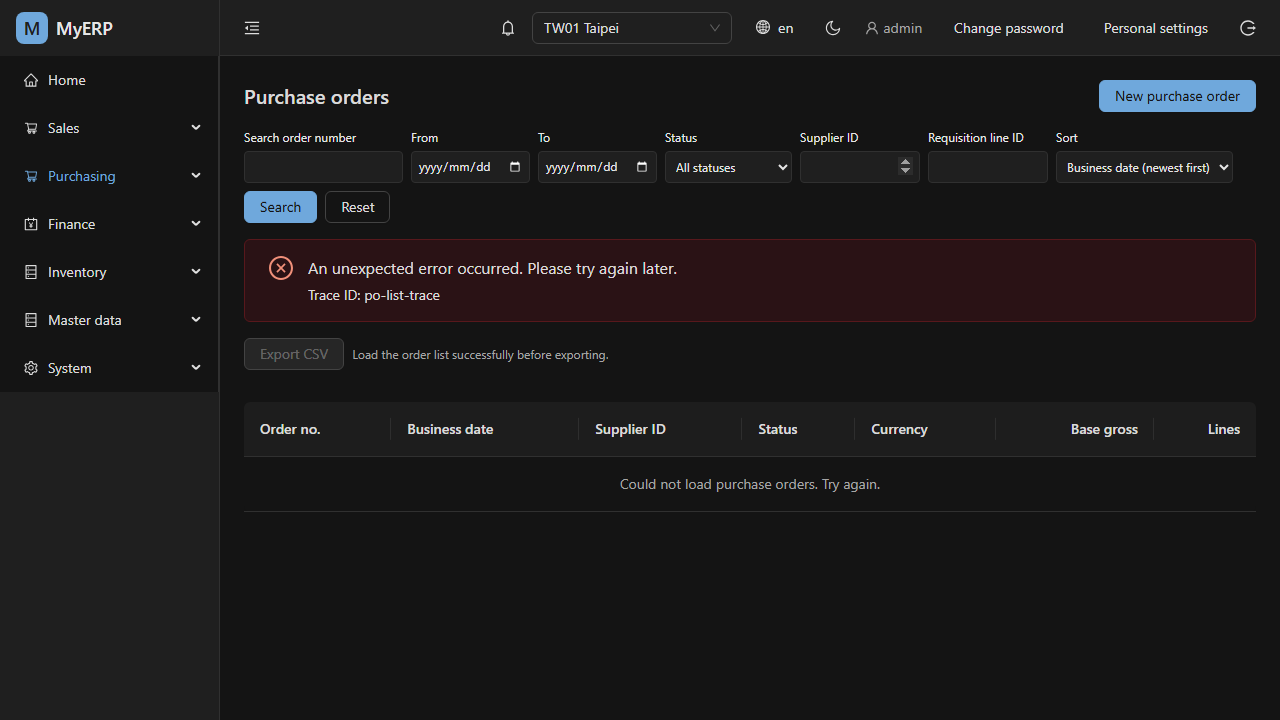 M MyERP
TW01 Taipei
en
admin
Change password
Personal settings
Home
Sales
Purchasing
Finance
Inventory
Master data
System
Purchase orders
New purchase order
Search order number
From
To
Status
Supplier ID
Requisition line ID
Sort
yyyy/mm/dd
yyyy/mm/dd
All statuses
Business date (newest first)
Search
Reset
An unexpected error occurred. Please try again later.
Trace ID: po-list-trace
Export CSV
Load the order list successfully before exporting.
Order no.
Business date
Supplier ID
Status
Currency
Base gross
Lines
Could not load purchase orders. Try again.